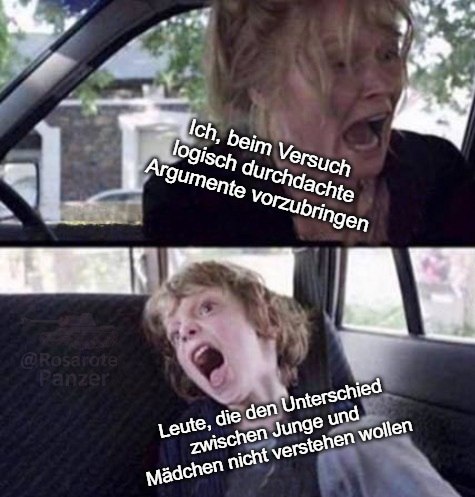 Ich, beim Versuch
logisch durchdachte
Argumente vorzubringen
@Rosarote
Panzer
Leute, die den Unterschied
zwischen Junge und
Mädchen nicht verstehen wollen